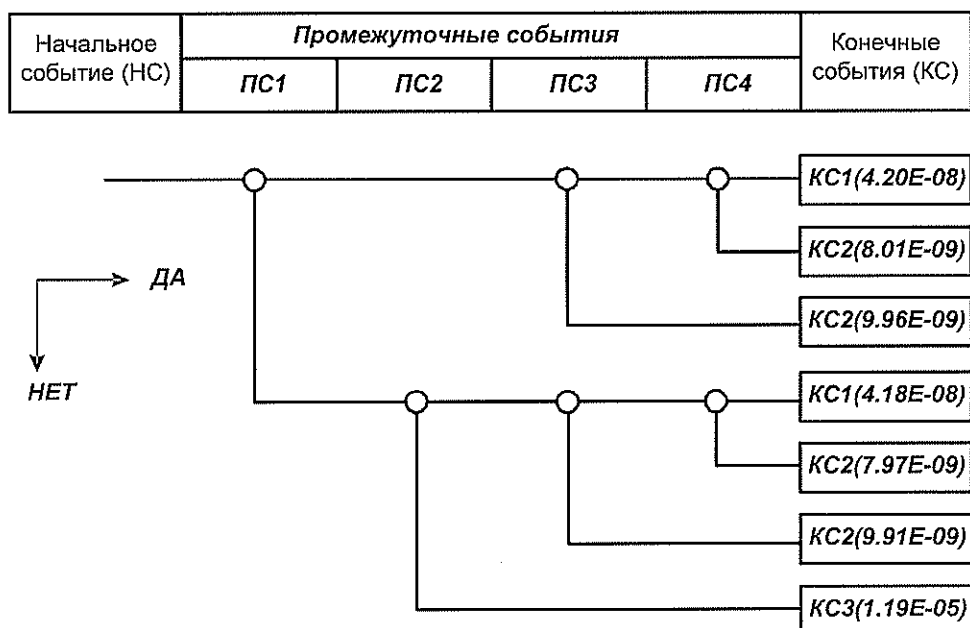 Начальное
событие (НС)
Промежуточные события
Конечные
события (КС)
ПС1
ПС2
ПС3
ПС4
КС1(4.20E-08)
КС2(8.01E-09)
ДА
КС2(9.96E-09)
НЕТ
КС1(4.18E-08)
КС2(7.97E-09)
КС2(9.91E-09)
КС3(1.19E-05)